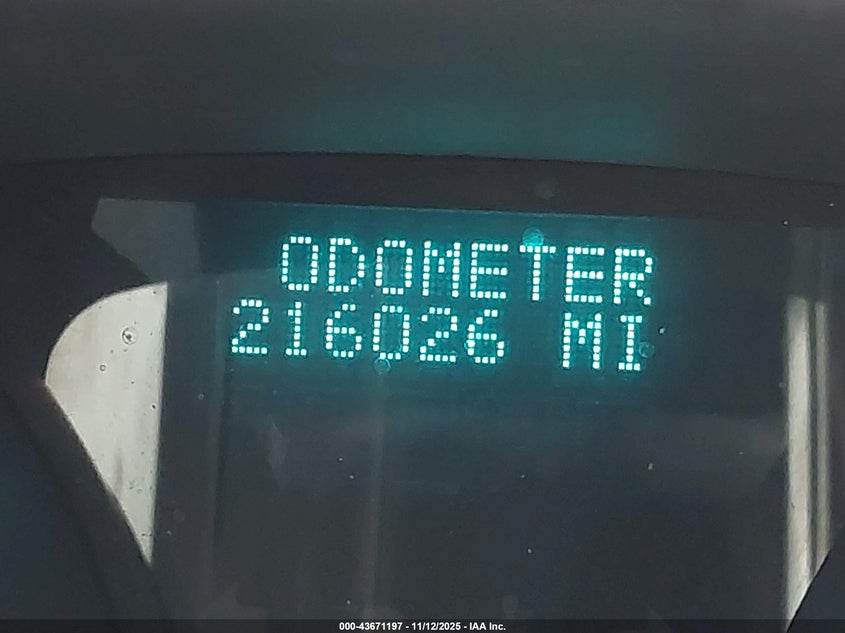 ODOMETER
216026 MI
000-43671197 - 11/12/2025 - IAA Inc.